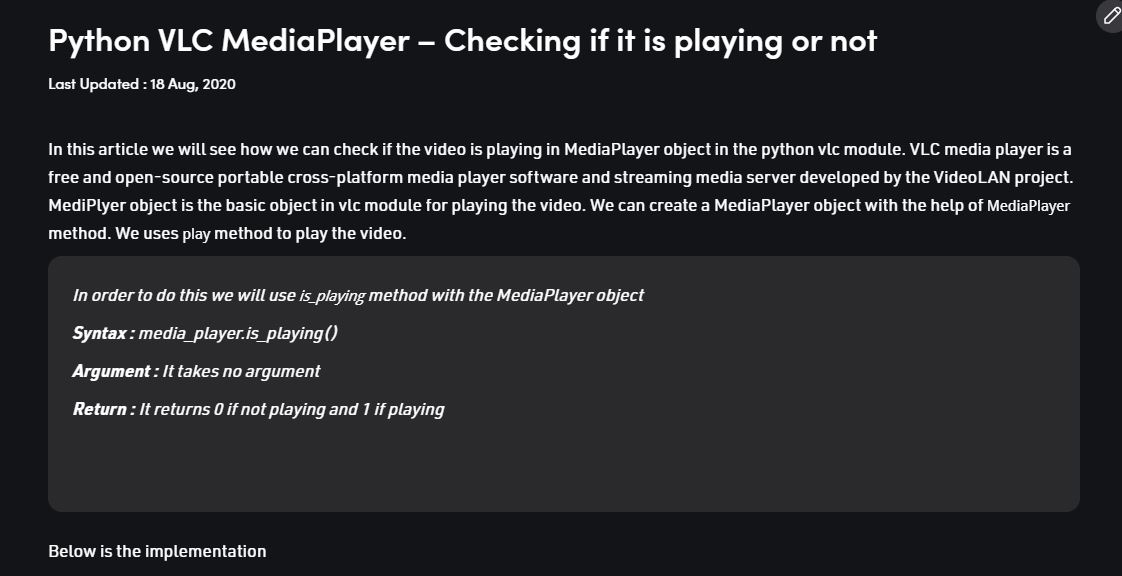 Python VLC MediaPlayer – Checking if it is playing or not
Last Updated : 18 Aug, 2020
In this article we will see how we can check if the video is playing in MediaPlayer object in the python vlc module. VLC media player is a
free and open-source portable cross-platform media player software and streaming media server developed by the VideoLAN project.
MediPlyer object is the basic object in vlc module for playing the video. We can create a MediaPlayer object with the help of MediaPlayer
method. We uses play method to play the video.
In order to do this we will use is_playing method with the MediaPlayer object
Syntax : media_player.is_playing()
Argument : It takes no argument
Return : It returns 0 if not playing and 1 if playing
Below is the implementation